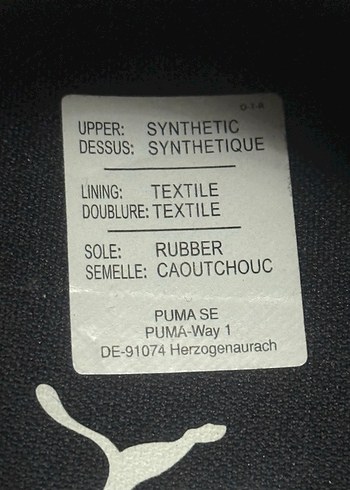 UPPER: SYNTHETIC
DESSUS: SYNTHETIQUE
LINING: TEXTILE
DOUBLURE: TEXTILE
SOLE: RUBBER
SEMELLE: CAOUTCHOUC
PUMA SE
PUMA-Way 1
DE-91074 Herzogenaurach